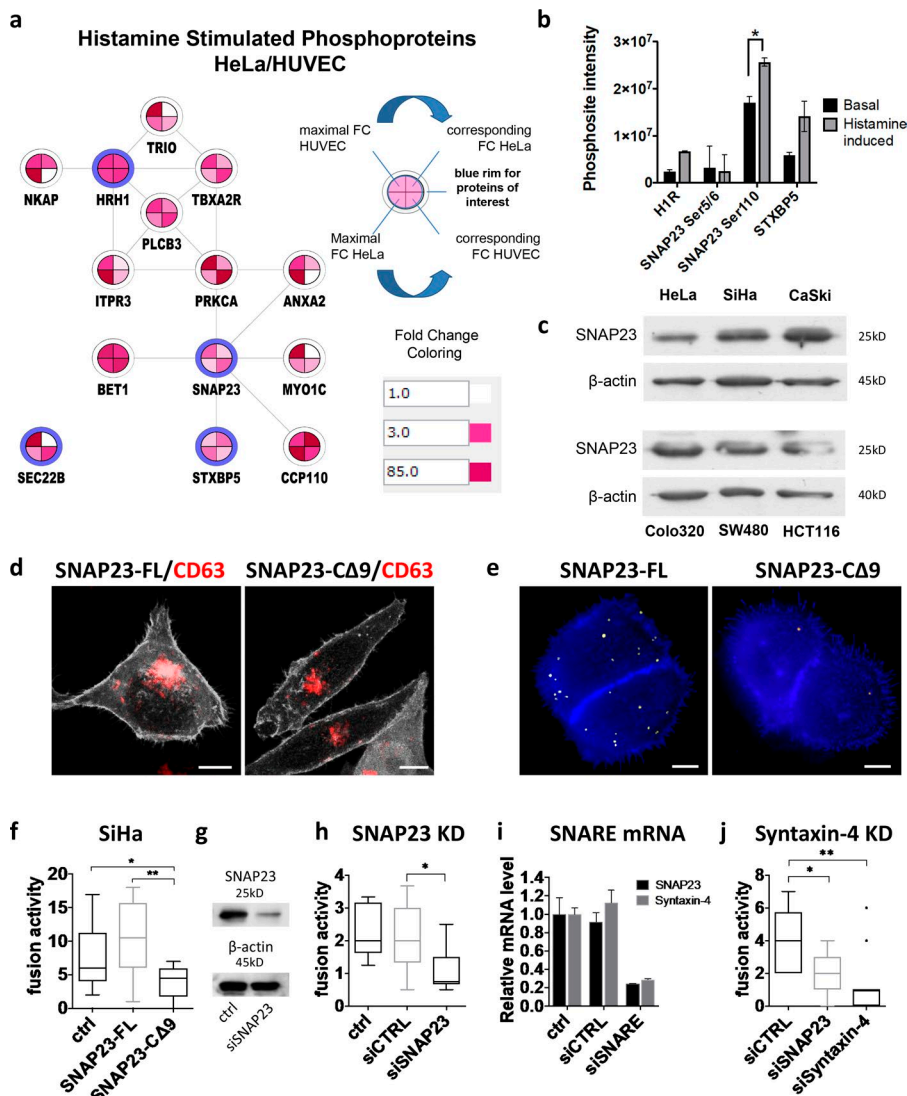 a
Histamine Stimulated Phosphoproteins
HeLa/HUVEC
TRIO
NKAP
HRH1
TBXA2R
PLCB3
ITPR3
PRKCA
ANXA2
BET1
SNAP23
MYO1C
SEC22B
STXBP5
CCP110
maximal FC
HUVEC
corresponding
FC HeLa
blue rim for
proteins of
interest
Maximal
FC HeLa
corresponding
FC HUVEC
Fold Change
Coloring
1.0
3.0
85.0
b
Phosphosite intensity
3×10⁷
2×10⁷
1×10⁷
0
*
Basal
Histamine
induced
H1R
SNAP23 Ser5/6
SNAP23 Ser110
STXBP5
c
HeLa SiHa CaSki
SNAP23 25kD
β-actin 45kD
SNAP23 25kD
β-actin 40kD
Colo320 SW480 HCT116
d
SNAP23-FL/CD63 SNAP23-CΔ9/CD63
e
SNAP23-FL SNAP23-CΔ9
f
SiHa
fusion activity
20
15
10
5
0
*
**
ctrl
SNAP23-FL
SNAP23-CΔ9
g
SNAP23
25kD
β-actin
45kD
ctrl
siSNAP23
h
SNAP23 KD
fusion activity
4
3
2
1
0
*
ctrl
siCTRL
siSNAP23
i
SNARE mRNA
Relative mRNA level
1.4
1.2
1.0
0.8
0.6
0.4
0.2
0.0
SNAP23
Syntaxin-4
ctrl
siCTRL
siSNARE
j
Syntaxin-4 KD
fusion activity
8
6
4
2
0
**
*
siCTRL
siSNAP23
siSyntaxin-4